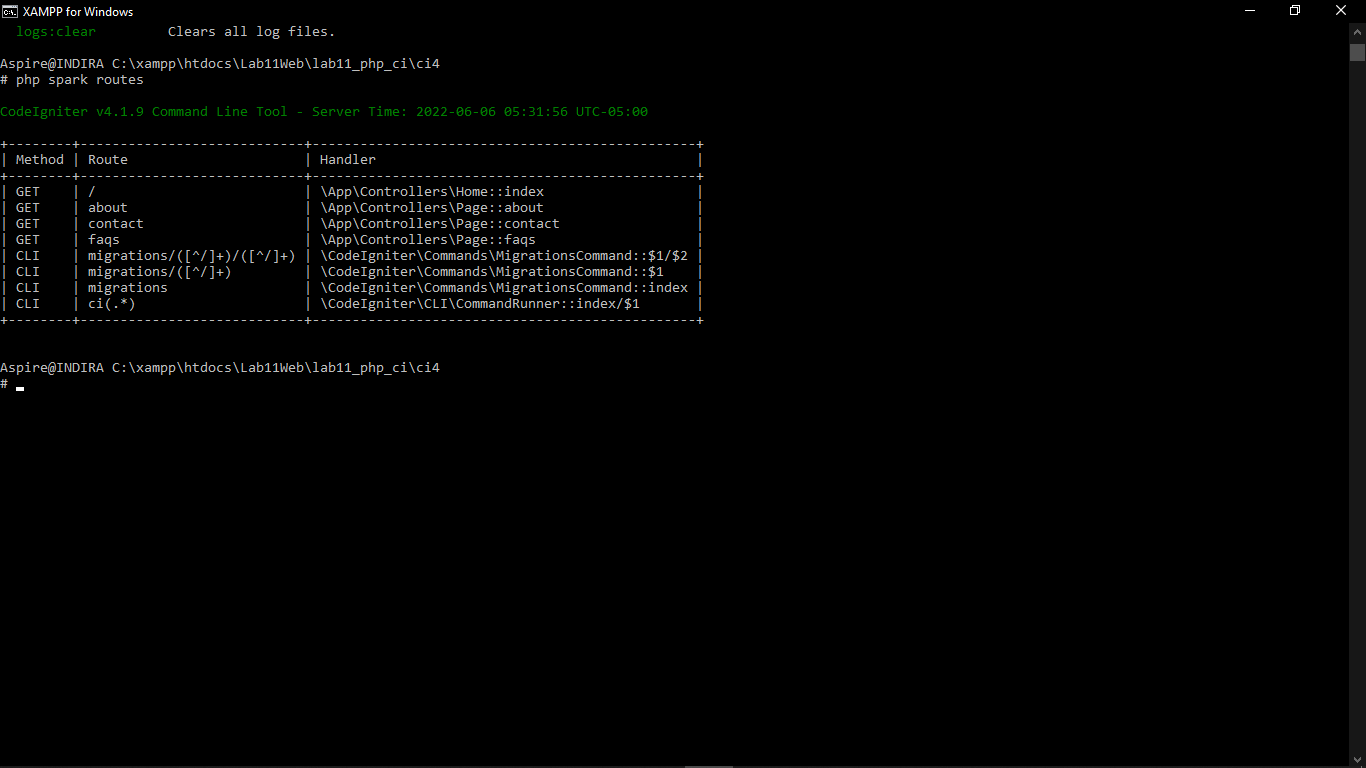 XAMPP for Windows
logs:clear Clears all log files.
Aspire@INDIRA C:\xampp\htdocs\Lab11Web\lab11_php_ci\ci4
# php spark routes
CodeIgniter v4.1.9 Command Line Tool - Server Time: 2022-06-06 05:31:56 UTC-05:00
+--------+----------------------------+------------------------------------------------+
| Method | Route                      | Handler                                        |
+--------+----------------------------+------------------------------------------------+
| GET    | /                          | \App\Controllers\Home::index                   |
| GET    | about                      | \App\Controllers\Page::about                   |
| GET    | contact                    | \App\Controllers\Page::contact                 |
| GET    | faqs                       | \App\Controllers\Page::faqs                    |
| CLI    | migrations/([^/]+)/([^/]+) | \CodeIgniter\Commands\MigrationsCommand::$1/$2 |
| CLI    | migrations/([^/]+)         | \CodeIgniter\Commands\MigrationsCommand::$1    |
| CLI    | migrations                 | \CodeIgniter\Commands\MigrationsCommand::index |
| CLI    | ci(.*)                     | \CodeIgniter\CLI\CommandRunner::index/$1       |
+--------+----------------------------+------------------------------------------------+
Aspire@INDIRA C:\xampp\htdocs\Lab11Web\lab11_php_ci\ci4
#